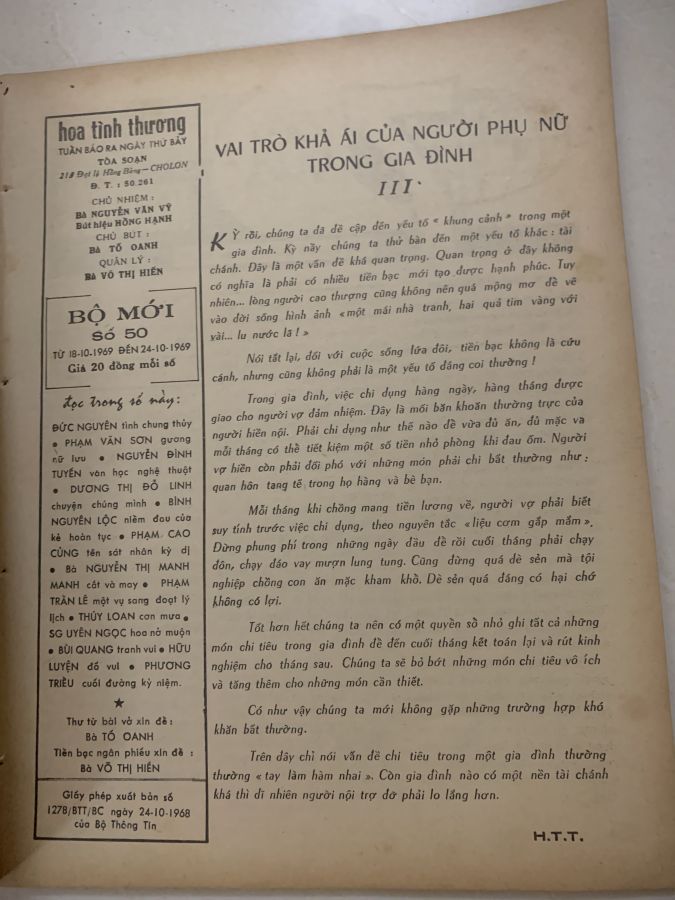 hoa tình thương
TUẦN BÁO RA NGÀY THỨ BẢY
TÒA SOẠN
218 Đại lộ Hồng Bàng — CHOLON
Đ. T. : 50.261
CHỦ NHIỆM :
Bà NGUYỄN VĂN VỸ
Bút hiệu HỒNG HẠNH
CHỦ BÚT :
Bà TỐ OANH
QUẢN LÝ :
Bà VÕ THỊ HIỀN
BỘ MỚI
Số 50
TỪ 18-10-1969 ĐẾN 24-10-1969
Giá 20 đồng mỗi số
đọc trong số này:
ĐỨC NGUYÊN tình chung thủy
• PHẠM VĂN SƠN gương
nữ lưu • NGUYỄN ĐÌNH
TUYẾN văn học nghệ thuật
• DƯƠNG THỊ ĐỖ LINH
chuyện chúng mình • BÌNH
NGUYÊN LỘC niềm đau của
kẻ hoàn tục • PHẠM CAO
CỦNG tên sát nhân kỳ dị
• Bà NGUYỄN THỊ MANH
MANH cắt và may • PHẠM
TRẦN LÊ một vụ sang đoạt lý
lịch • THÚY LOAN cơn mưa •
SG UYÊN NGỌC hoa nở muộn
• BÙI QUANG tranh vui • HỮU
LUYỆN đố vui • PHƯƠNG
TRIỀU cuối đường kỷ niệm.
★
Thư từ bài vở xin đề :
Bà TỐ OANH
Tiền bạc ngân phiếu xin đề :
Bà VÕ THỊ HIỀN
Giấy phép xuất bản số
1278/BTT/BC ngày 24-10-1968
của Bộ Thông Tin
VAI TRÒ KHẢ ÁI CỦA NGƯỜI PHỤ NỮ
TRONG GIA ĐÌNH
III
KỲ rồi, chúng ta đã đề cập đến yếu tố « khung cảnh » trong một
gia đình. Kỳ nầy chúng ta thử bàn đến một yếu tố khác : tài
chánh. Đây là một vấn đề khá quan trọng. Quan trọng ở đây không
có nghĩa là phải có nhiều tiền bạc mới tạo được hạnh phúc. Tuy
nhiên... lòng người cao thượng cũng không nên quá mộng mơ để vẽ
vào đời sống hình ảnh «một mái nhà tranh, hai quả tim vàng với
vài... lu nước lã ! »
Nói tắt lại, đối với cuộc sống lứa đôi, tiền bạc không là cứu
cánh, nhưng cũng không phải là một yếu tố đáng coi thường !
Trong gia đình, việc chi dụng hàng ngày, hàng tháng được
giao cho người vợ đảm nhiệm. Đây là mối băn khoăn thường trực của
người hiền nội. Phải chi dụng như thế nào để vừa đủ ăn, đủ mặc và
mỗi tháng có thể tiết kiệm một số tiền nhỏ phòng khi đau ốm. Người
vợ hiền còn phải đối phó với những món phải chi bất thường như :
quan hôn tang tế trong họ hàng và bè bạn.
Mỗi tháng khi chồng mang tiền lương về, người vợ phải biết
suy tính trước việc chi dụng, theo nguyên tắc «liệu cơm gắp mắm».
Đừng phung phí trong những ngày đầu để rồi cuối tháng phải chạy
đôn, chạy đáo vay mượn lung tung. Cũng đừng quá dè sẻn mà tội
nghiệp chồng con ăn mặc kham khổ. Dè sẻn quá đáng có hại chớ
không có lợi.
Tốt hơn hết chúng ta nên có một quyển sổ nhỏ ghi tất cả những
món chi tiêu trong gia đình để đến cuối tháng kết toán lại và rút kinh
nghiệm cho tháng sau. Chúng ta sẽ bỏ bớt những món chi tiêu vô ích
và tăng thêm cho những món cần thiết.
Có như vậy chúng ta mới không gặp những trường hợp khó
khăn bất thường.
Trên đây chỉ nói vấn đề chi tiêu trong một gia đình thường
thường « tay làm hàm nhai ». Còn gia đình nào có một nền tài chánh
khá thì dĩ nhiên người nội trợ đỡ phải lo lắng hơn.
H.T.T.